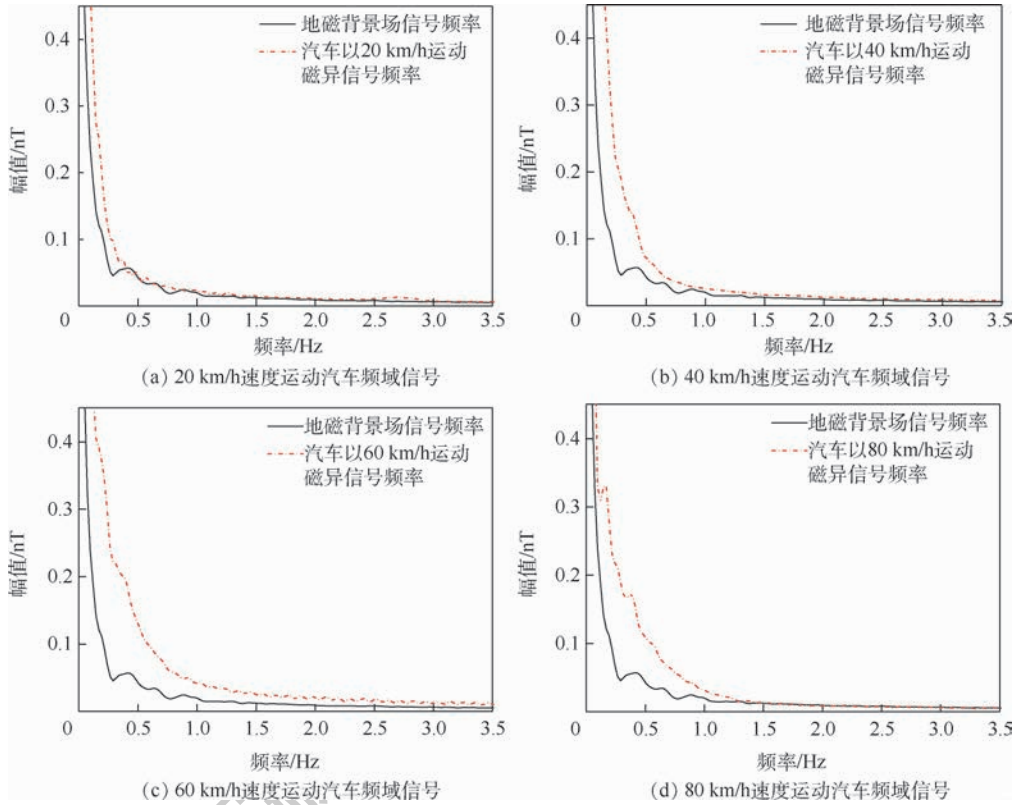 地磁背景场信号频率
汽车以20 km/h运动
磁异信号频率
0.4
0.3
0.2
0.1
幅值/nT
0
0.5
1.0
1.5
2.0
2.5
3.0
3.5
频率/Hz
(a) 20 km/h速度运动汽车频域信号
地磁背景场信号频率
汽车以40 km/h运动
磁异信号频率
0.4
0.3
0.2
0.1
幅值/nT
0
0.5
1.0
1.5
2.0
2.5
3.0
3.5
频率/Hz
(b) 40 km/h速度运动汽车频域信号
地磁背景场信号频率
汽车以60 km/h运动
磁异信号频率
0.4
0.3
0.2
0.1
幅值/nT
0
0.5
1.0
1.5
2.0
2.5
3.0
3.5
频率/Hz
(c) 60 km/h速度运动汽车频域信号
地磁背景场信号频率
汽车以80 km/h运动
磁异信号频率
0.4
0.3
0.2
0.1
幅值/nT
0
0.5
1.0
1.5
2.0
2.5
3.0
3.5
频率/Hz
(d) 80 km/h速度运动汽车频域信号